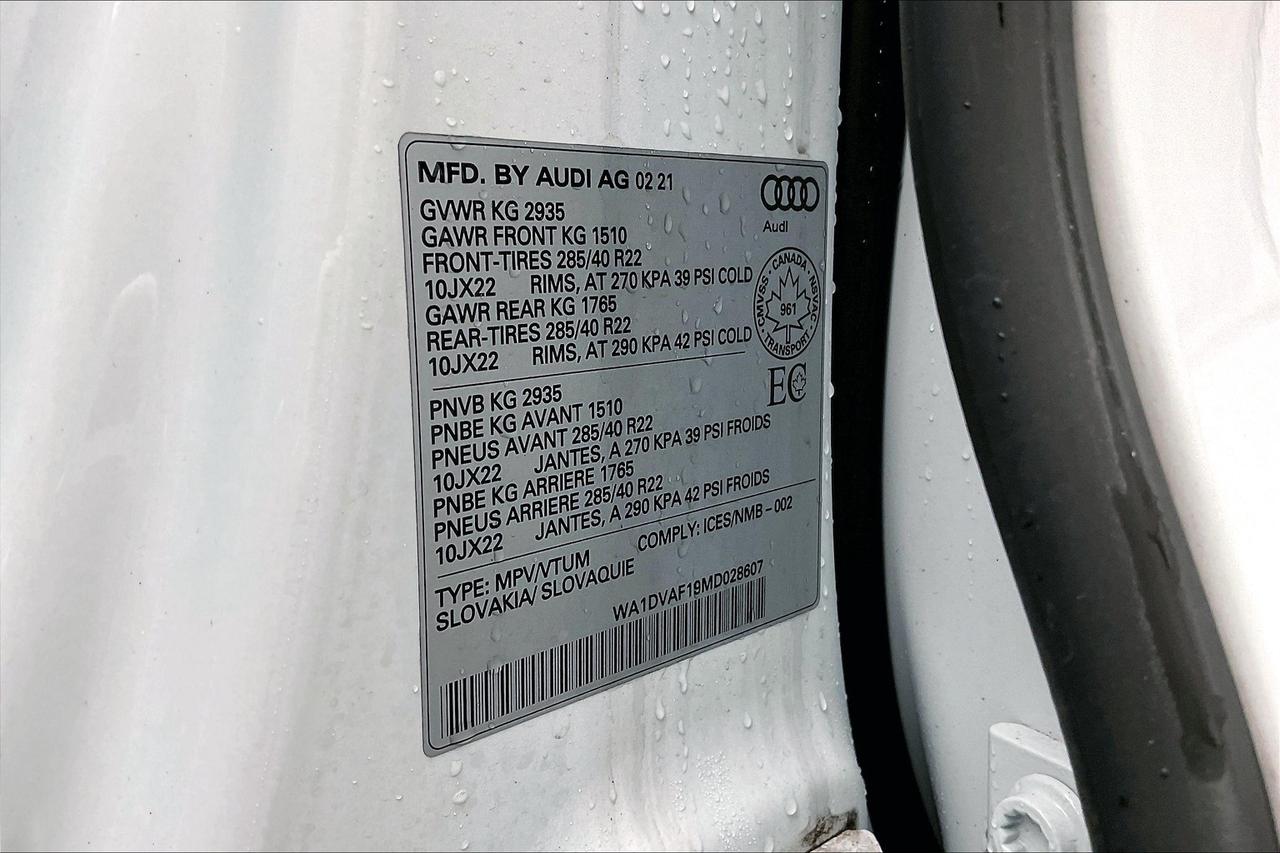 MFD. BY AUDI AG 02 21
Audi
GVWR KG 2935
GAWR FRONT KG 1510
FRONT-TIRES 285/40 R22
10JX22 RIMS, AT 270 KPA 39 PSI COLD
GAWR REAR KG 1765
REAR-TIRES 285/40 R22
10JX22 RIMS, AT 290 KPA 42 PSI COLD
CMVSS · CANADA · NSVAC · TRANSPORT ·
961
EC
PNVB KG 2935
PNBE KG AVANT 1510
PNEUS AVANT 285/40 R22
10JX22 JANTES, A 270 KPA 39 PSI FROIDS
PNBE KG ARRIERE 1765
PNEUS ARRIERE 285/40 R22
10JX22 JANTES, A 290 KPA 42 PSI FROIDS
TYPE: MPV/VTUM COMPLY: ICES/NMB – 002
SLOVAKIA/ SLOVAQUIE
WA1DVAF19MD028607